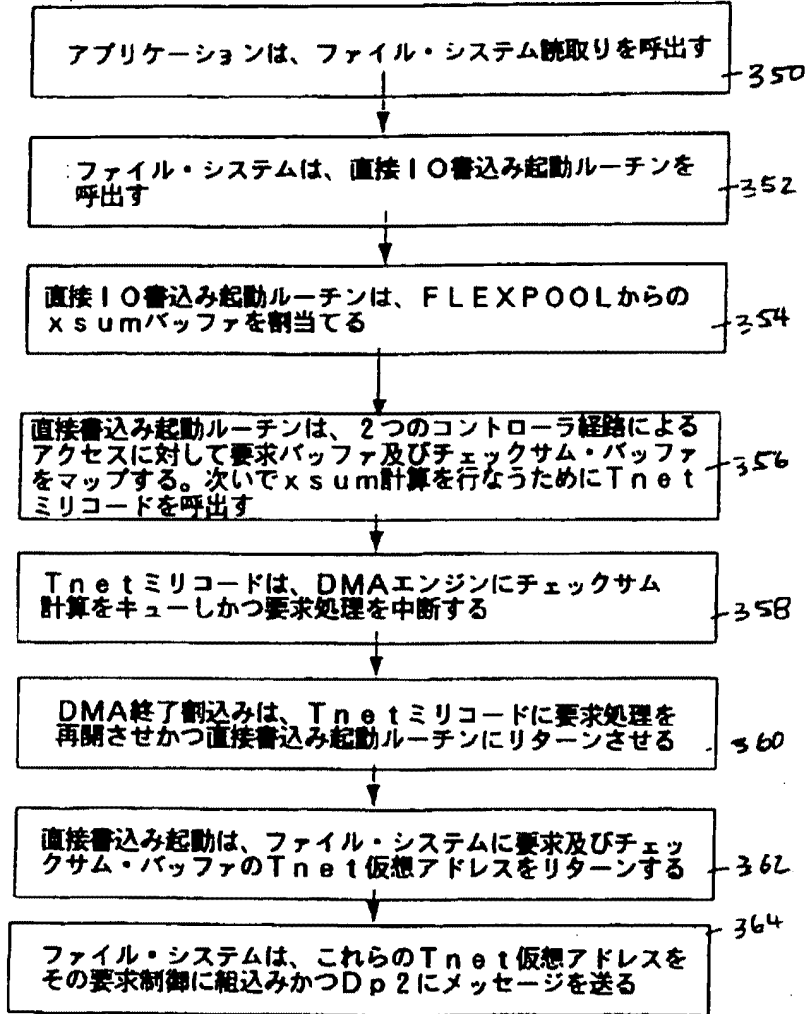 アプリケーションは、ファイル・システム読取りを呼出す
350
ファイル・システムは、直接IO書込み起動ルーチンを
呼出す
352
直接IO書込み起動ルーチンは、FLEXPOOLからの
xsumバッファを割当てる
354
直接書込み起動ルーチンは、2つのコントローラ経路による
アクセスに対して要求バッファ及びチェックサム・バッファ
をマップする。次いでxsum計算を行なうためにTnet
ミリコードを呼出す
356
Tnetミリコードは、DMAエンジンにチェックサム
計算をキューしかつ要求処理を中断する
358
DMA終了割込みは、Tnetミリコードに要求処理を
再開させかつ直接書込み起動ルーチンにリターンさせる
360
直接書込み起動は、ファイル・システムに要求及びチェッ
クサム・バッファのTnet仮想アドレスをリターンする
362
364
ファイル・システムは、これらのTnet仮想アドレスを
その要求制御に組込みかつDp2にメッセージを送る